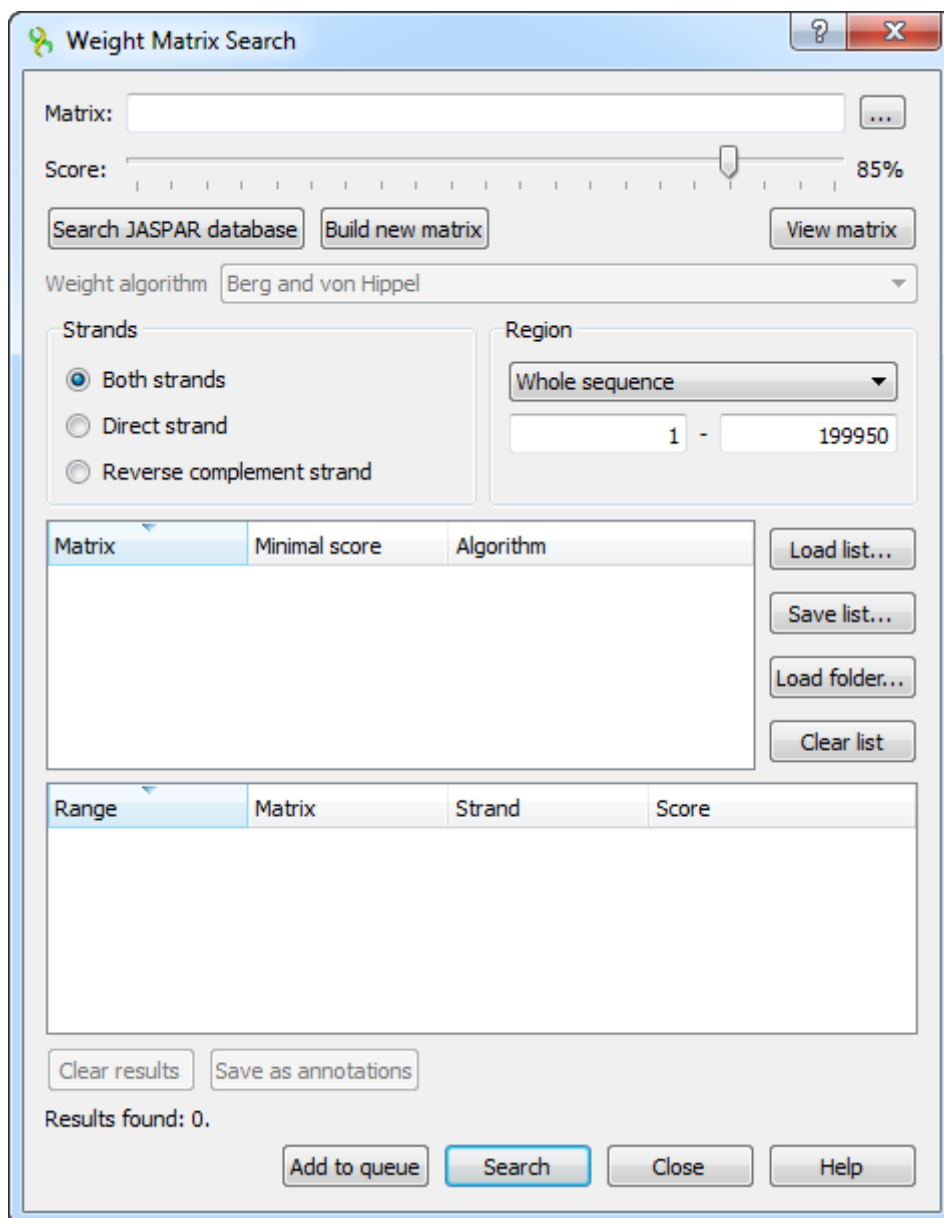 Weight Matrix Search
Matrix: ...
Score: 85%
Search JASPAR database Build new matrix View matrix
Weight algorithm Berg and von Hippel
Strands Region
Both strands Whole sequence
Direct strand 1 - 199950
Reverse complement strand
Matrix Minimal score Algorithm Load list...
Save list...
Load folder...
Clear list
Range Matrix Strand Score
Clear results Save as annotations
Results found: 0.
Add to queue Search Close Help